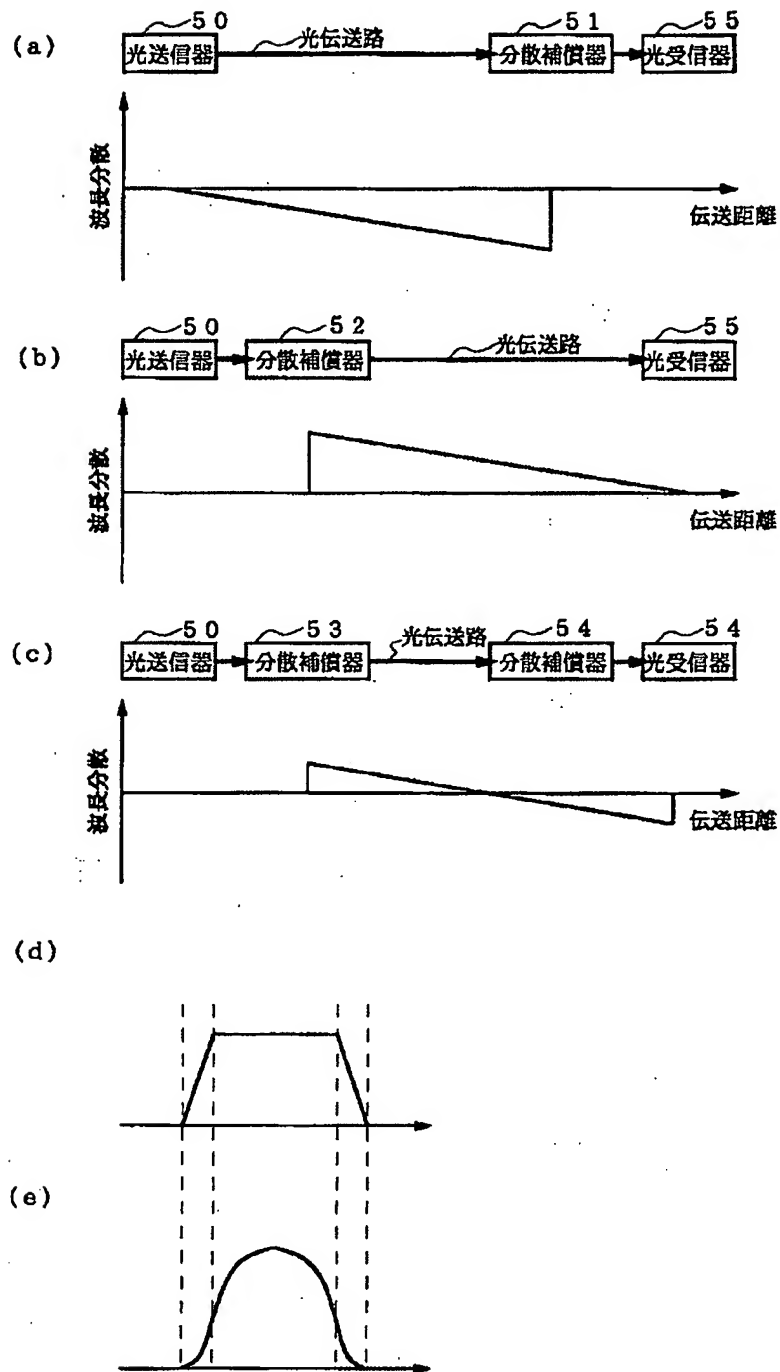 (a)
50 光伝送路 51 55
光送信器 分散補償器 光受信器
波長分散
伝送距離
(b)
50 52 55
光送信器 分散補償器 光伝送路 光受信器
波長分散
伝送距離
(c)
50 53 光伝送路 54 54
光送信器 分散補償器 分散補償器 光受信器
波長分散
伝送距離
(d)
(e)